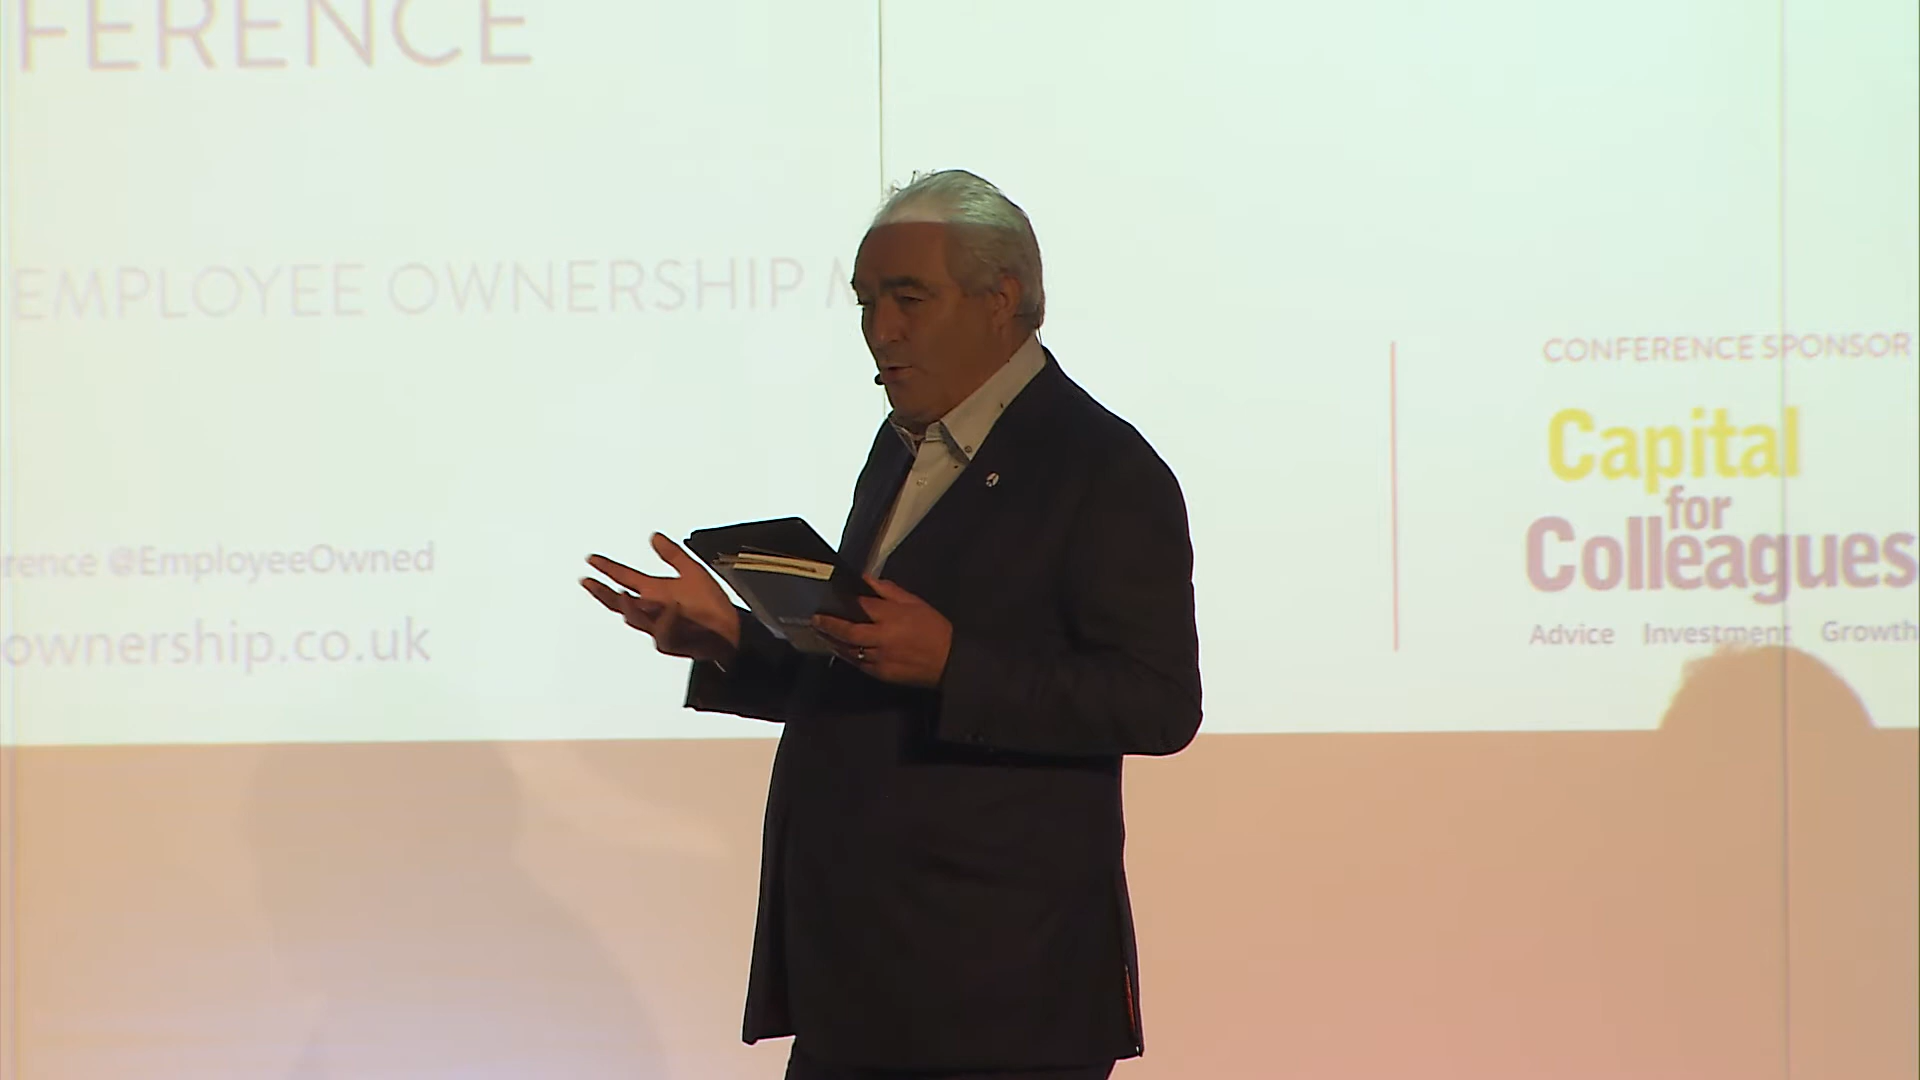 FERENCE
EMPLOYEE OWNERSHIP
CONFERENCE SPONSOR
Capital
for
Colleagues
Advice Investment Growth
rence @EmployeeOwned
ownership.co.uk